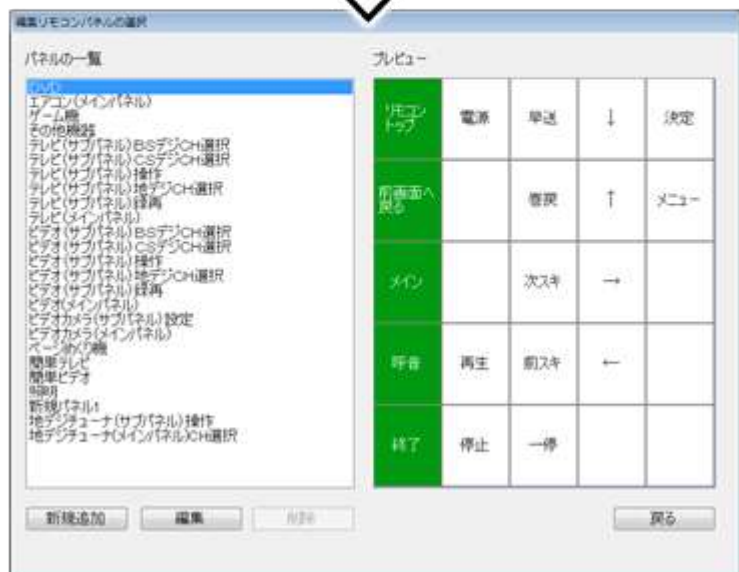 編集リモコンパネルの選択
パネルの一覧
DVD
エアコン(メインパネル)
ゲーム機
その他機器
テレビ(サブパネル)BSデジCH選択
テレビ(サブパネル)CSデジCH選択
テレビ(サブパネル)操作
テレビ(サブパネル)地デジCH選択
テレビ(サブパネル)録再
テレビ(メインパネル)
ビデオ(サブパネル)BSデジCH選択
ビデオ(サブパネル)CSデジCH選択
ビデオ(サブパネル)操作
ビデオ(サブパネル)地デジCH選択
ビデオ(サブパネル)録再
ビデオ(メインパネル)
ビデオカメラ(サブパネル)設定
ビデオカメラ(メインパネル)
ページめくり機
簡単テレビ
簡単ビデオ
照明
新規パネル1
地デジチューナ(サブパネル)操作
地デジチューナ(メインパネル)CH選択
新規追加 編集 削除
プレビュー
リモコン
トップ
電源 早送 ↓ 決定
前画面へ
戻る
巻戻 ↑ メニュー
メイン 次スキ →
呼音 再生 前スキ ←
終了 停止 一停
戻る